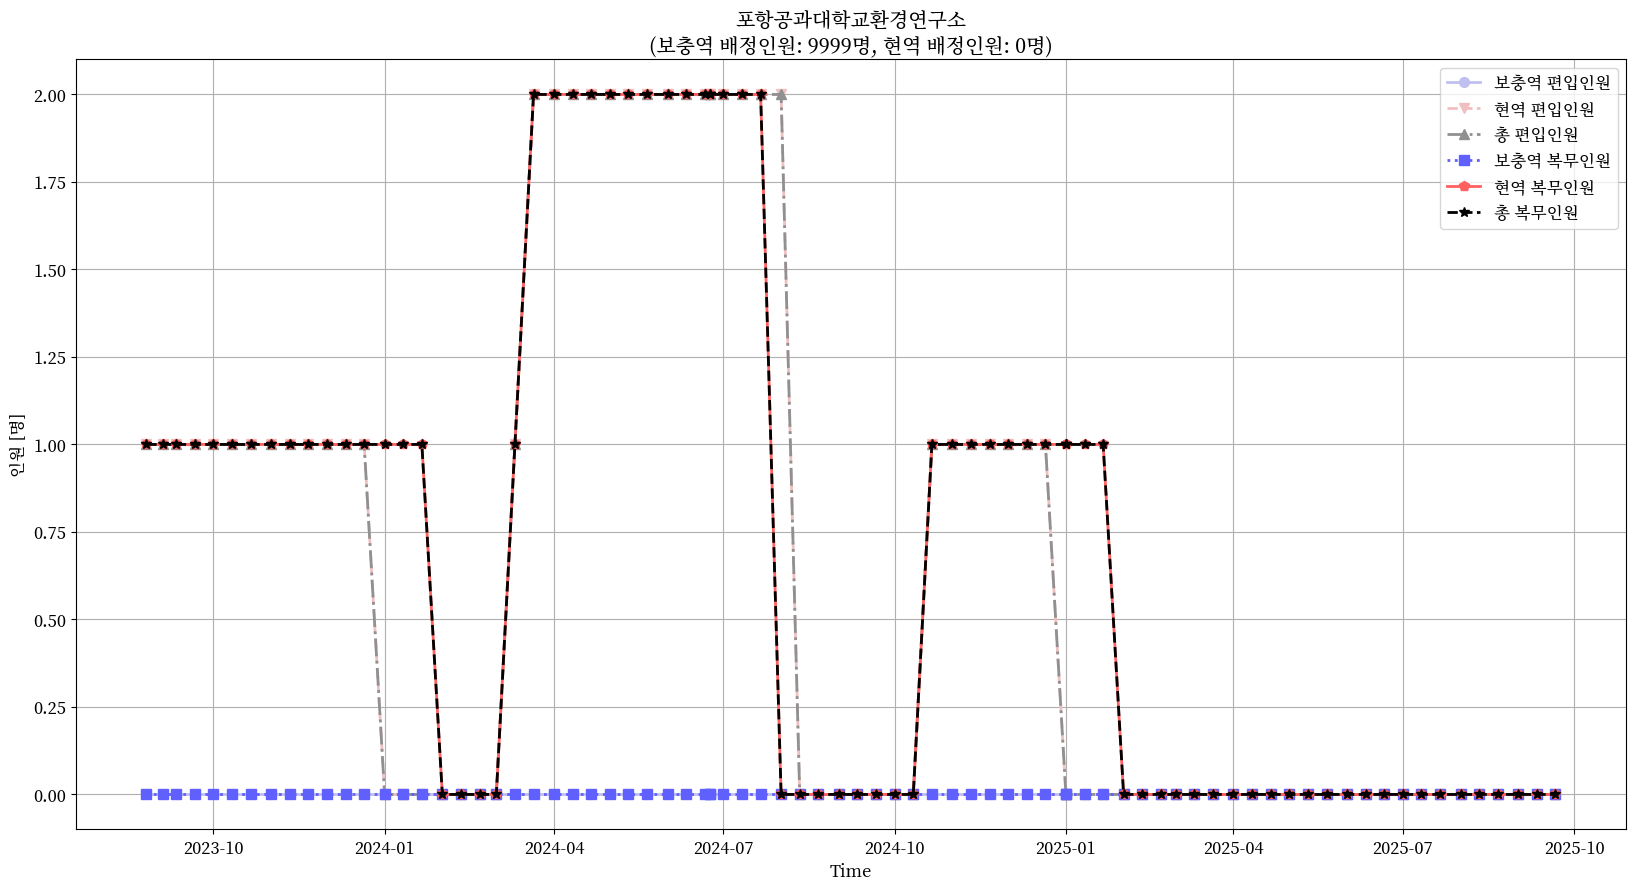 포항공과대학교환경연구소
(보충역 배정인원: 9999명, 현역 배정인원: 0명)
2.00
1.75
1.50
1.25
1.00
0.75
0.50
0.25
0.00
인원 [명]
보충역 편입인원
현역 편입인원
총 편입인원
보충역 복무인원
현역 복무인원
총 복무인원
2023-10
2024-01
2024-04
2024-07
2024-10
2025-01
2025-04
2025-07
2025-10
Time